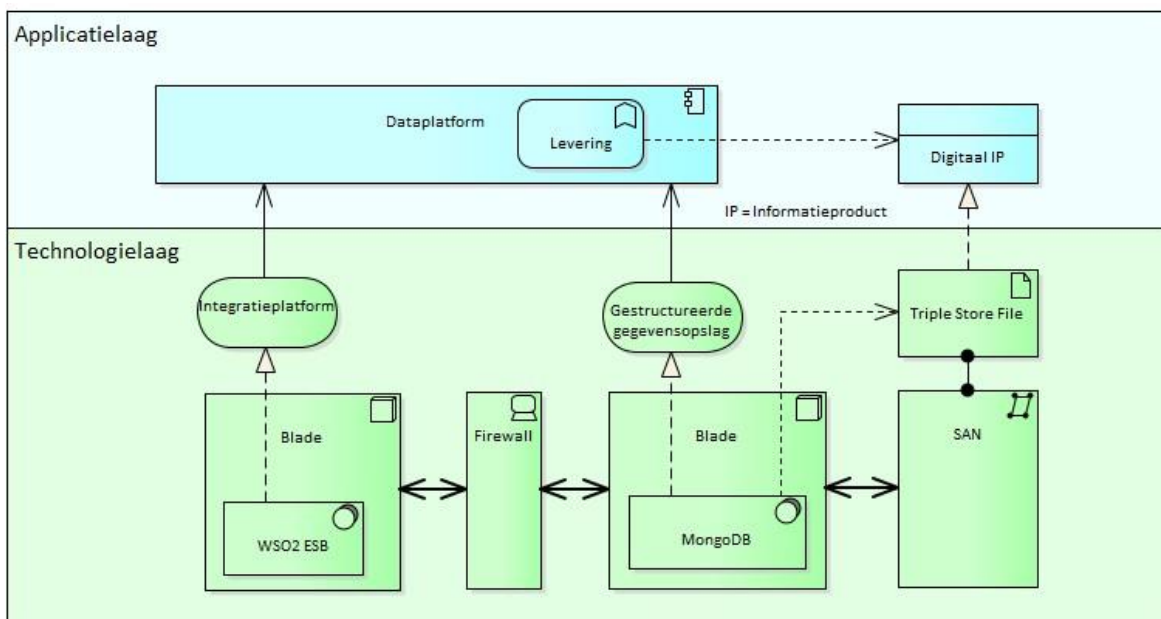 Applicatielaag
Dataplatform
Levering
Digitaal IP
IP = Informatieproduct
Technologielaag
Integratieplatform
Gestructureerde
gegevensopslag
Triple Store File
Blade
Firewall
Blade
SAN
WSO2 ESB
MongoDB